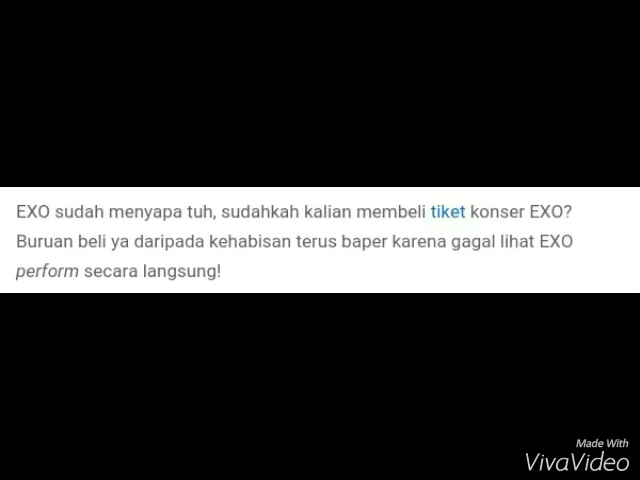 EXO sudah menyapa tuh, sudahkah kalian membeli tiket konser EXO?
Buruan beli ya daripada kehabisan terus baper karena gagal lihat EXO
perform secara langsung!
Made With
VivaVideo